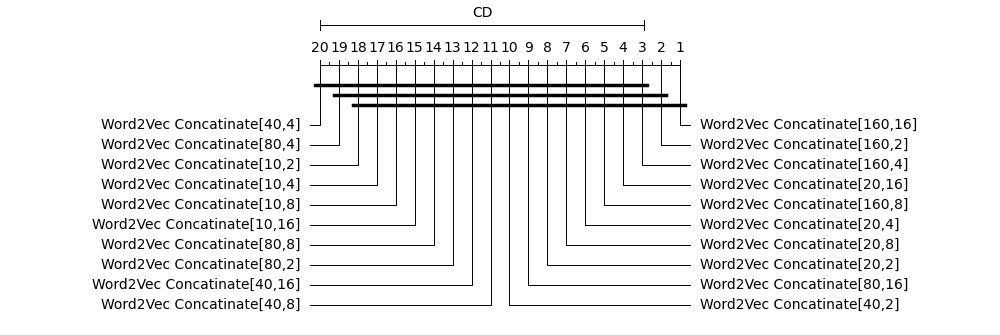 CD
20 19 18 17 16 15 14 13 12 11 10 9 8 7 6 5 4 3 2 1
Word2Vec Concatinate[40,4] Word2Vec Concatinate[160,16]
Word2Vec Concatinate[80,4] Word2Vec Concatinate[160,2]
Word2Vec Concatinate[10,2] Word2Vec Concatinate[160,4]
Word2Vec Concatinate[10,4] Word2Vec Concatinate[20,16]
Word2Vec Concatinate[10,8] Word2Vec Concatinate[160,8]
Word2Vec Concatinate[10,16] Word2Vec Concatinate[20,4]
Word2Vec Concatinate[80,8] Word2Vec Concatinate[20,8]
Word2Vec Concatinate[80,2] Word2Vec Concatinate[20,2]
Word2Vec Concatinate[40,16] Word2Vec Concatinate[80,16]
Word2Vec Concatinate[40,8] Word2Vec Concatinate[40,2]